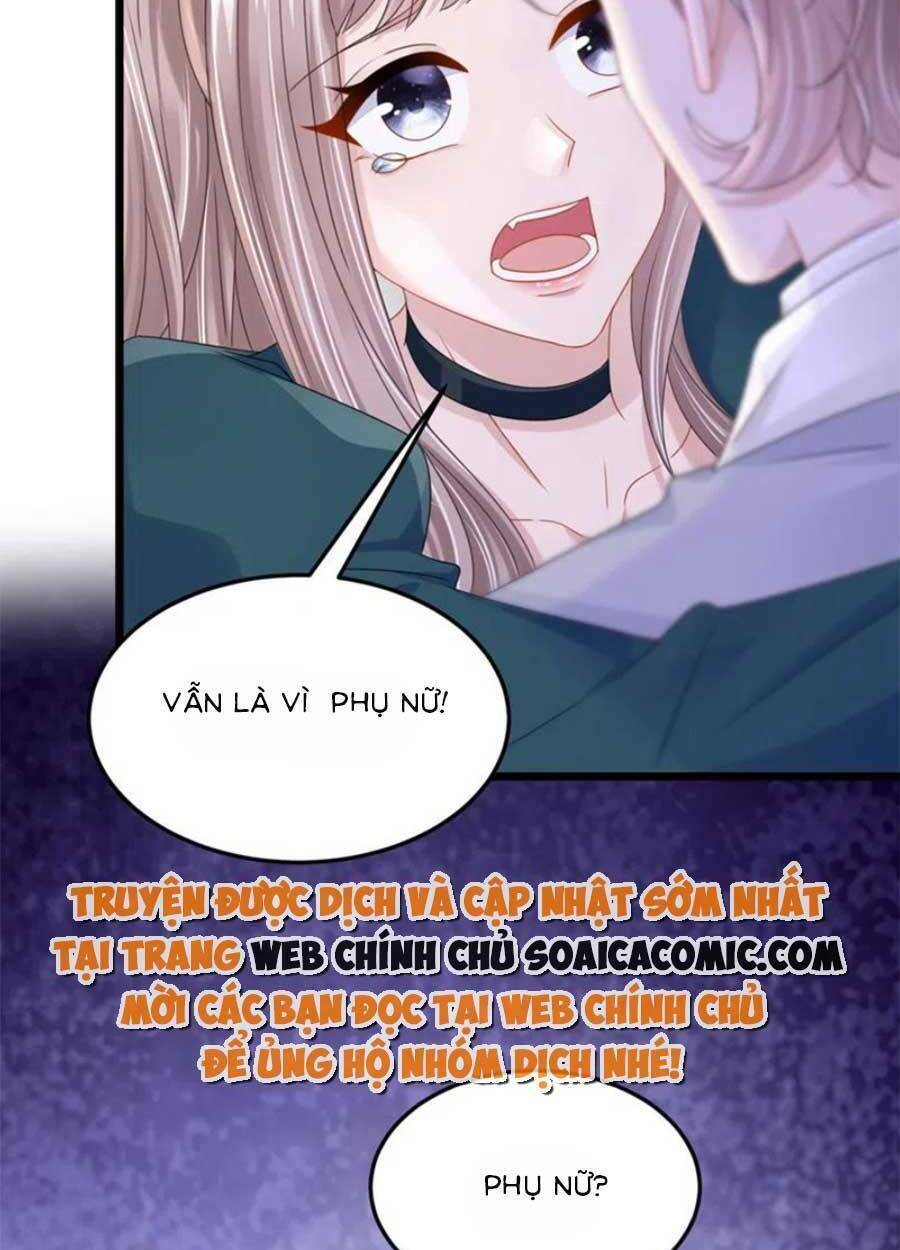 VẪN LÀ VÌ PHỤ NỮ!
TRUYỆN ĐƯỢC DỊCH VÀ CẬP NHẬT SỚM NHẤT
TẠI TRANG WEB CHÍNH CHỦ SOAICACOMIC.COM
MỜI CÁC BẠN ĐỌC TẠI WEB CHÍNH CHỦ
ĐỂ ỦNG HỘ NHÓM DỊCH NHÉ!
PHỤ NỮ?